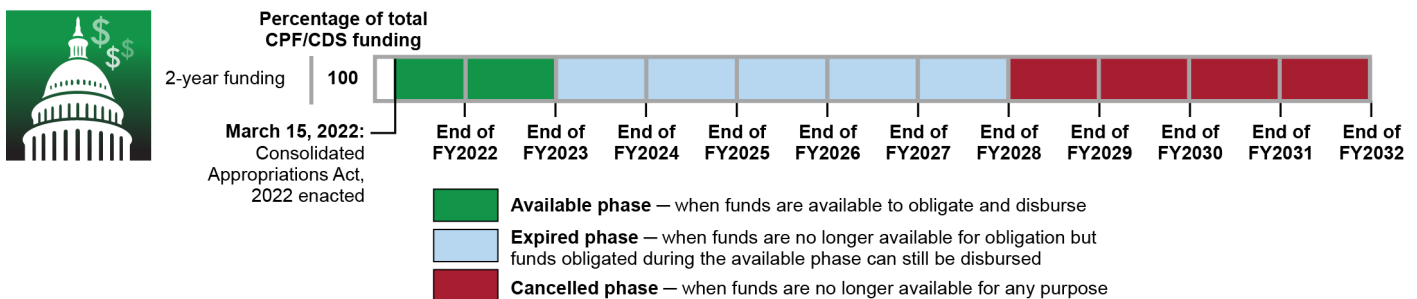 $ $ $
Percentage of total
CPF/CDS funding
2-year funding 100
March 15, 2022:
Consolidated
Appropriations Act,
2022 enacted
End of
FY2022
End of
FY2023
End of
FY2024
End of
FY2025
End of
FY2026
End of
FY2027
End of
FY2028
End of
FY2029
End of
FY2030
End of
FY2031
End of
FY2032
Available phase — when funds are available to obligate and disburse
Expired phase — when funds are no longer available for obligation but
funds obligated during the available phase can still be disbursed
Cancelled phase — when funds are no longer available for any purpose